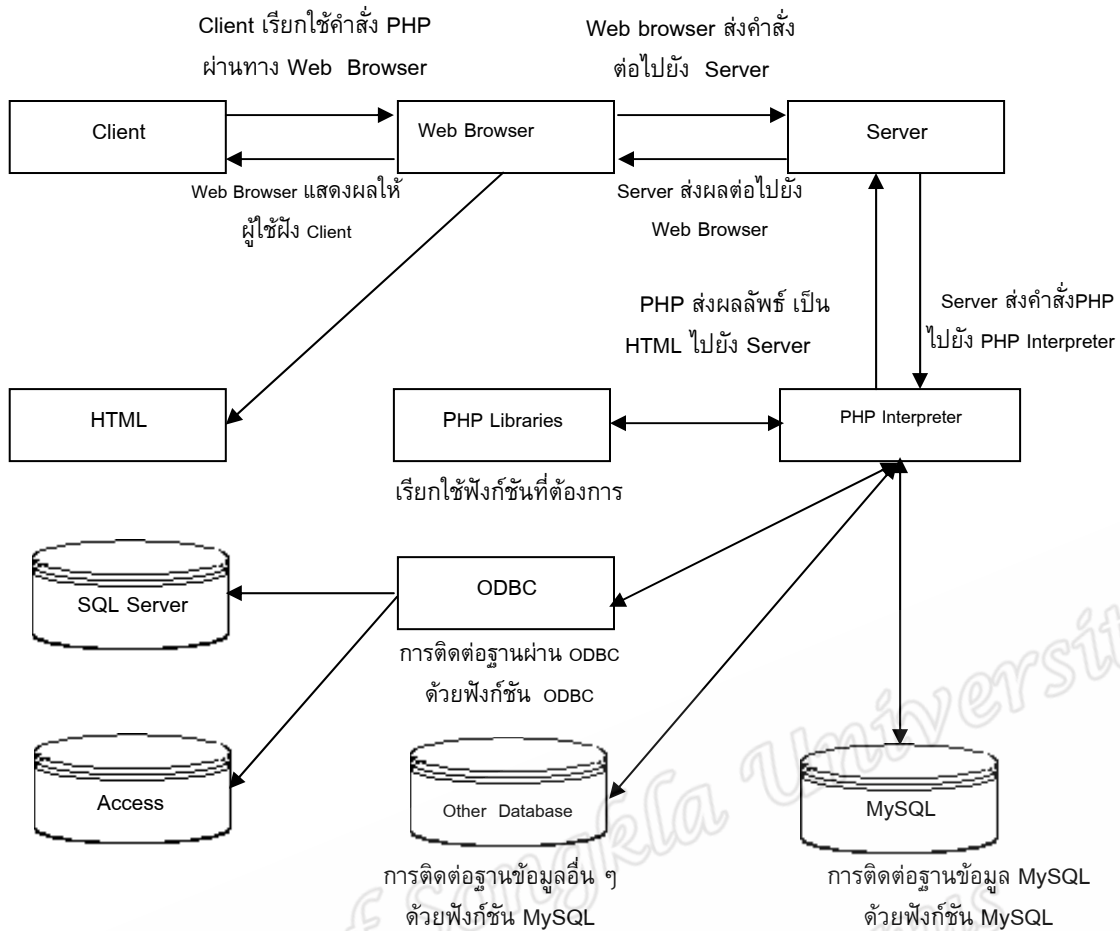 Client เรียกใช้คำสั่ง PHP
ผ่านทาง Web Browser
Web browser ส่งคำสั่ง
ต่อไปยัง Server
Client
Web Browser
Server
Web Browser แสดงผลให้
ผู้ใช้ฝัง Client
Server ส่งผลต่อไปยัง
Web Browser
PHP ส่งผลลัพธ์ เป็น
HTML ไปยัง Server
Server ส่งคำสั่งPHP
ไปยัง PHP Interpreter
HTML
PHP Libraries
PHP Interpreter
เรียกใช้ฟังก์ชันที่ต้องการ
SQL Server
ODBC
การติดต่อฐานผ่าน ODBC
ด้วยฟังก์ชัน ODBC
Access
Other Database
MySQL
การติดต่อฐานข้อมูลอื่น ๆ
ด้วยฟังก์ชัน MySQL
การติดต่อฐานข้อมูล MySQL
ด้วยฟังก์ชัน MySQL
f Songkla Universit